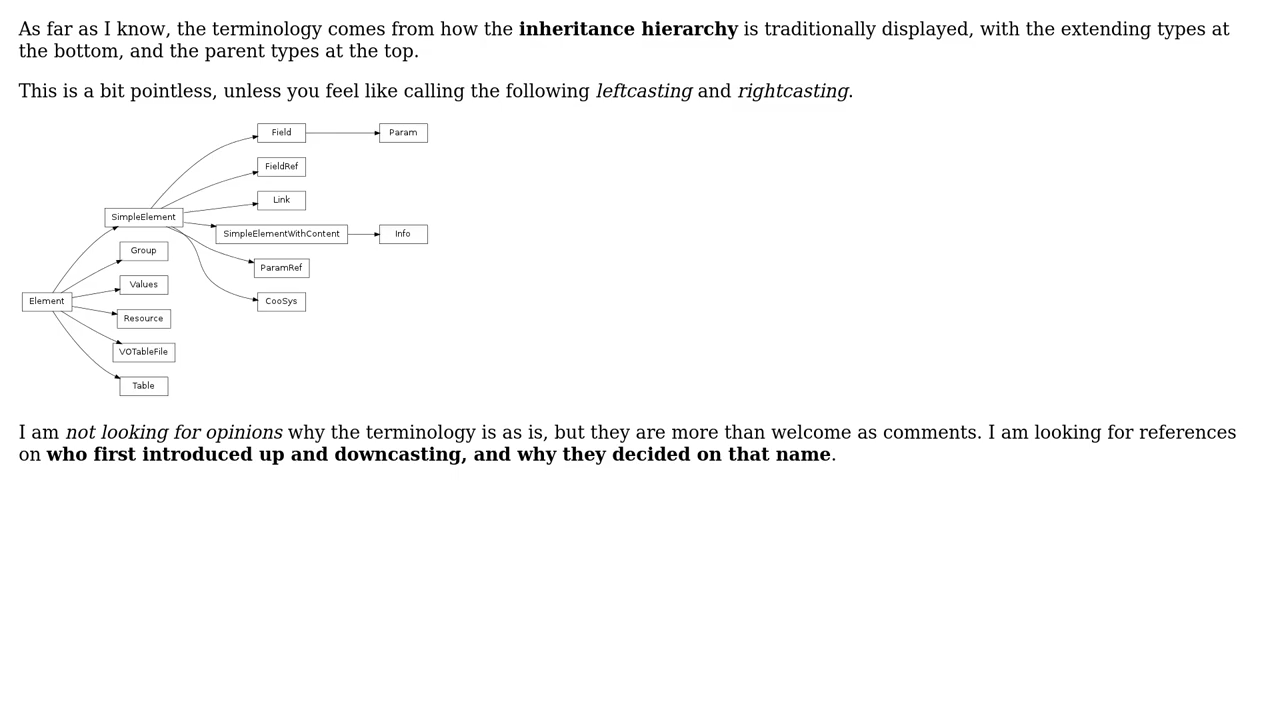 As far as I know, the terminology comes from how the inheritance hierarchy is traditionally displayed, with the extending types at
the bottom, and the parent types at the top.
This is a bit pointless, unless you feel like calling the following leftcasting and rightcasting.
Field
Param
FieldRef
Link
SimpleElement
SimpleElementWithContent
Info
Group
ParamRef
Values
Element
CooSys
Resource
VOTableFile
Table
I am not looking for opinions why the terminology is as is, but they are more than welcome as comments. I am looking for references
on who first introduced up and downcasting, and why they decided on that name.